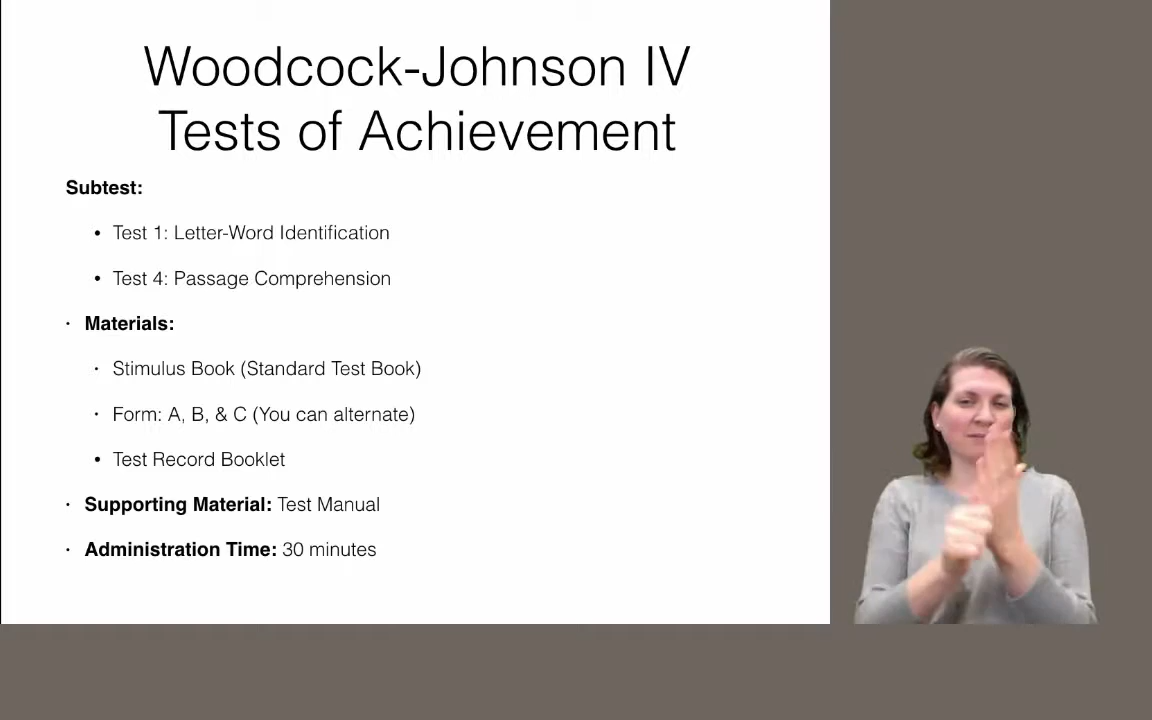 Woodcock-Johnson IV
Tests of Achievement
Subtest:
• Test 1: Letter-Word Identification
• Test 4: Passage Comprehension
• Materials:
• Stimulus Book (Standard Test Book)
• Form: A, B, & C (You can alternate)
• Test Record Booklet
• Supporting Material: Test Manual
• Administration Time: 30 minutes